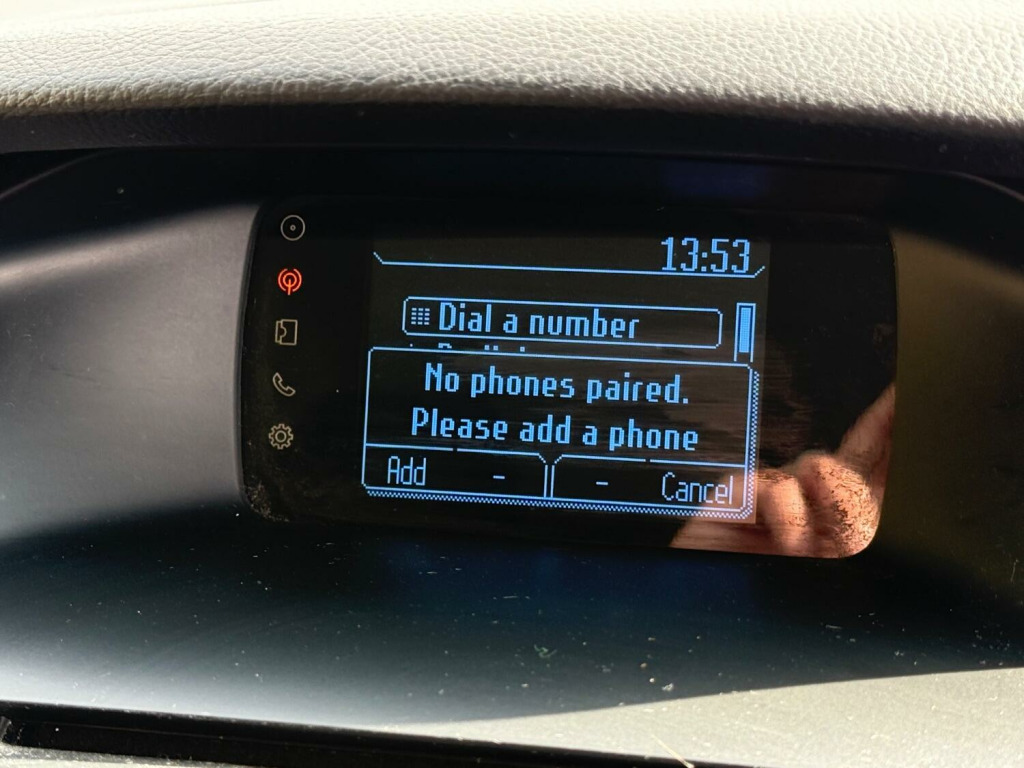 13:53
Dial a number
No phones paired.
Please add a phone
Add - - Cancel